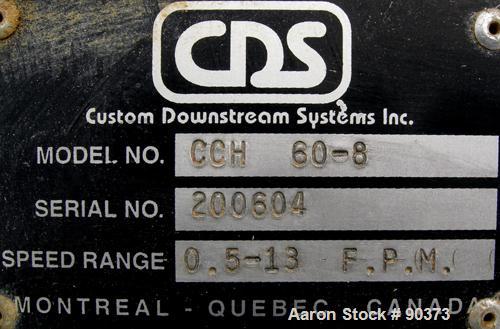 CDS
Custom Downstream Systems Inc.
MODEL NO. CCH 60-8
SERIAL NO. 200604
SPEED RANGE 0.5-13 F.P.M.
MONTREAL - QUEBEC - CANADA
Aaron Stock # 90373